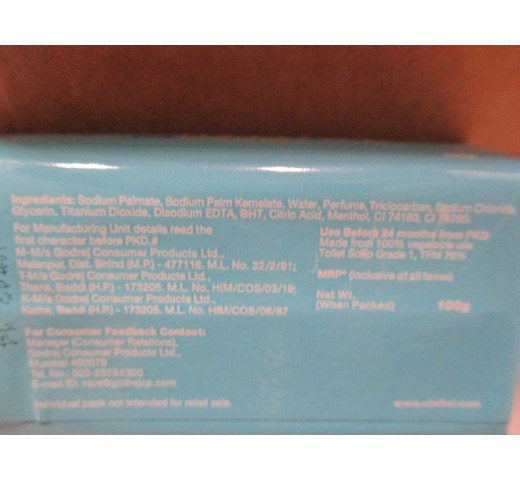 Ingredients: Sodium Palmate, Sodium Palm Kernelate, Water, Perfume, Triclocarban, Sodium Chloride,
Glycerin, Titanium Dioxide, Disodium EDTA, BHT, Citric Acid, Menthol, CI 74160, CI
For Manufacturing Unit details read the
first character before PKD.#
M-M/s Godrej Consumer Products Ltd.,
Malanpur, Dist. Bhind (M.P.) - 477116. M.L. No. 32/2/91;
T-M/s Godrej Consumer Products Ltd.,
Thana, Baddi (H.P.) - 173205. M.L. No. HIM/COS/03/19;
K-M/s Godrej Consumer Products Ltd.,
Katha, Baddi (H.P.) - 173205. M.L. No. HIM/COS/06/87
For Consumer Feedback Contact:
Manager (Consumer Relations),
Godrej Consumer Products Ltd.,
Mumbai 400079
Tel. No.: 022-25194300
E-mail ID: care@godrejcp.com
Individual pack not intended for retail sale.
Use Before 24 months from PKD
Made from 100% vegetable oils
Toilet Soap Grade 1, TFM 76%
MRP* (inclusive of all taxes)
Net Wt.
(When Packed) 100g
www.cinthol.com